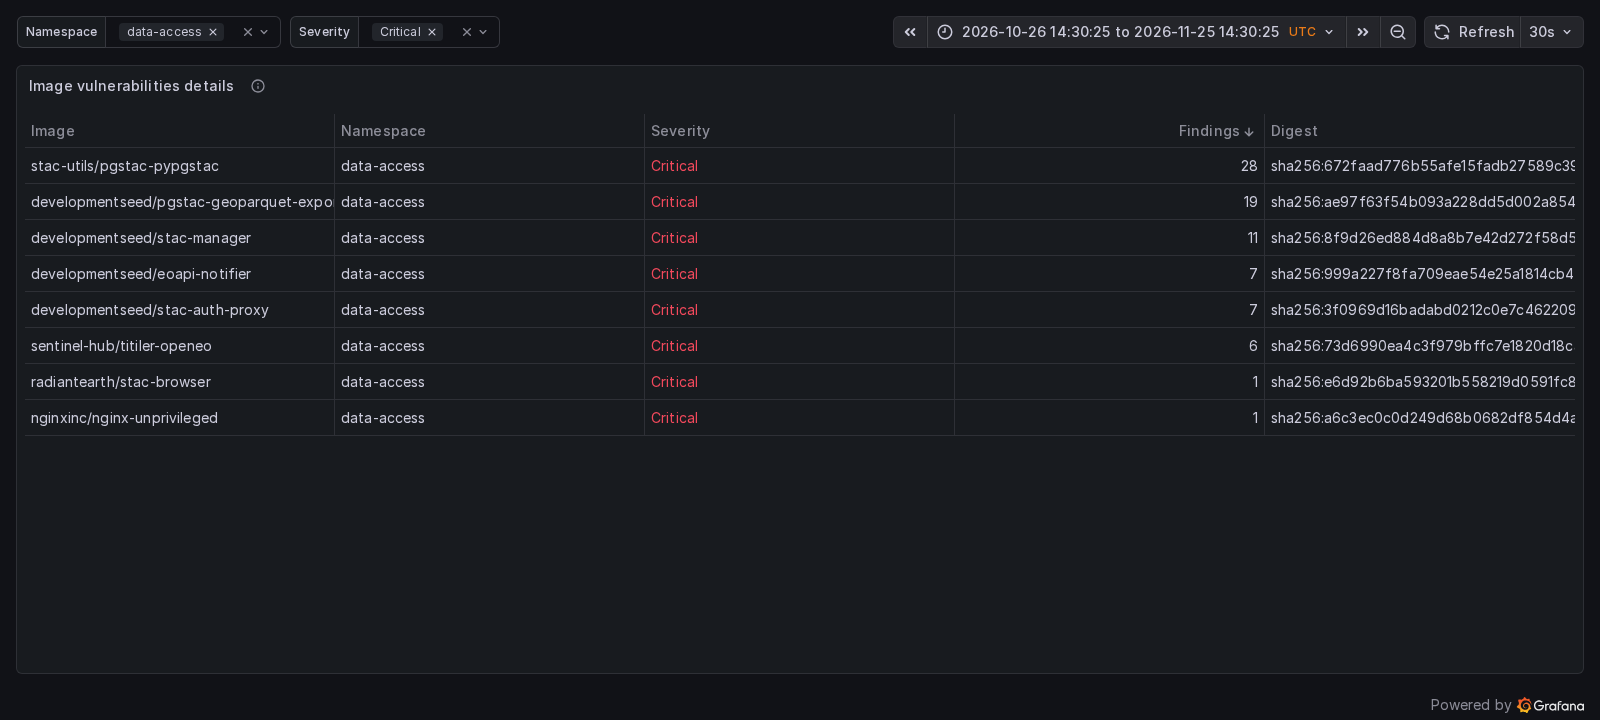 Namespace data-access Severity Critical 2026-10-26 14:30:25 to 2026-11-25 14:30:25 UTC Refresh 30s
Image vulnerabilities details
Image Namespace Severity Findings Digest
stac-utils/pgstac-pypgstac data-access Critical 28 sha256:672faad776b55afe15fadb27589c39
developmentseed/pgstac-geoparquet-expo data-access Critical 19 sha256:ae97f63f54b093a228dd5d002a854
developmentseed/stac-manager data-access Critical 11 sha256:8f9d26ed884d8a8b7e42d272f58d5
developmentseed/eoapi-notifier data-access Critical 7 sha256:999a227f8fa709eae54e25a1814cb4
developmentseed/stac-auth-proxy data-access Critical 7 sha256:3f0969d16badabd0212c0e7c462209
sentinel-hub/titiler-openeo data-access Critical 6 sha256:73d6990ea4c3f979bffc7e1820d18c
radiantearth/stac-browser data-access Critical 1 sha256:e6d92b6ba593201b558219d0591fc8
nginxinc/nginx-unprivileged data-access Critical 1 sha256:a6c3ec0c0d249d68b0682df854d4a
Powered by Grafana